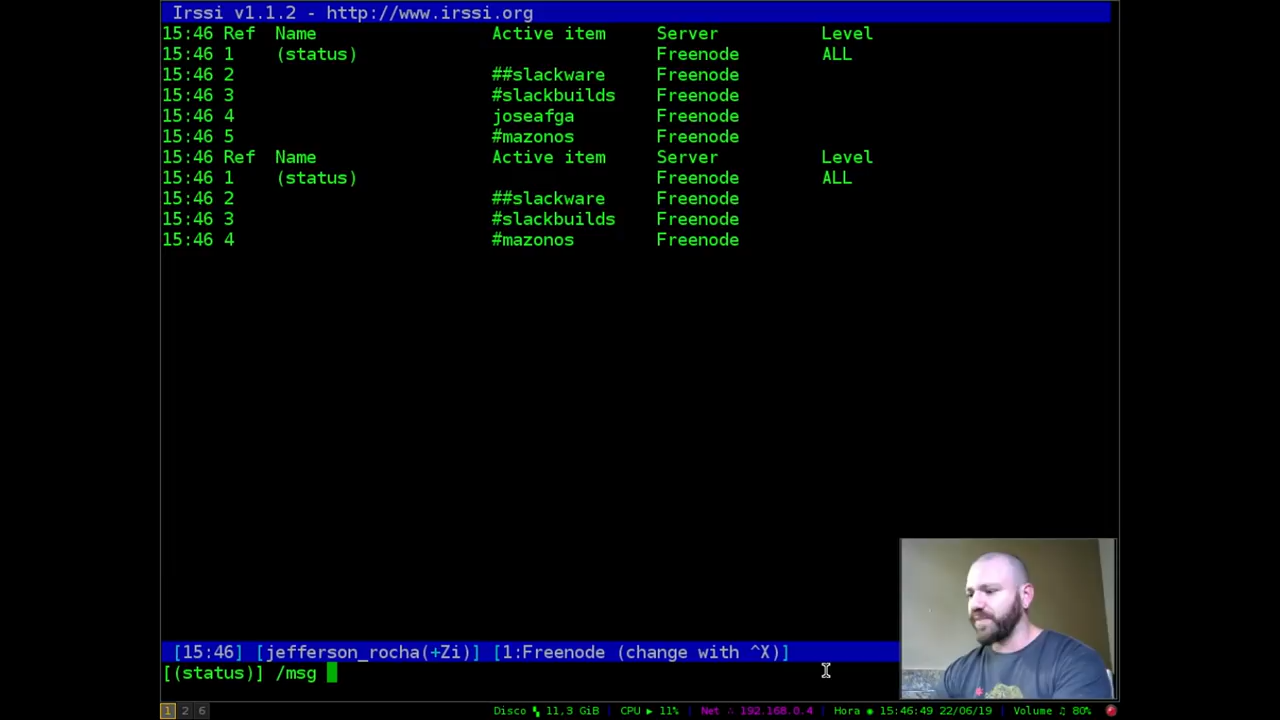 Irssi v1.1.2 - http://www.irssi.org
15:46 Ref Name Active item Server Level
15:46 1 (status) Freenode ALL
15:46 2 ##slackware Freenode
15:46 3 #slackbuilds Freenode
15:46 4 joseafga Freenode
15:46 5 #mazonos Freenode
15:46 Ref Name Active item Server Level
15:46 1 (status) Freenode ALL
15:46 2 ##slackware Freenode
15:46 3 #slackbuilds Freenode
15:46 4 #mazonos Freenode
[15:46] [jefferson_rocha(+Zi)] [1:Freenode (change with ^X)]
[(status)] /msg
1 2 6 Disco 11,3 GiB | CPU ▶ 11% | Net 192.168.0.4 | Hora ◉ 15:46:49 22/06/19 | Volume ♫ 80%